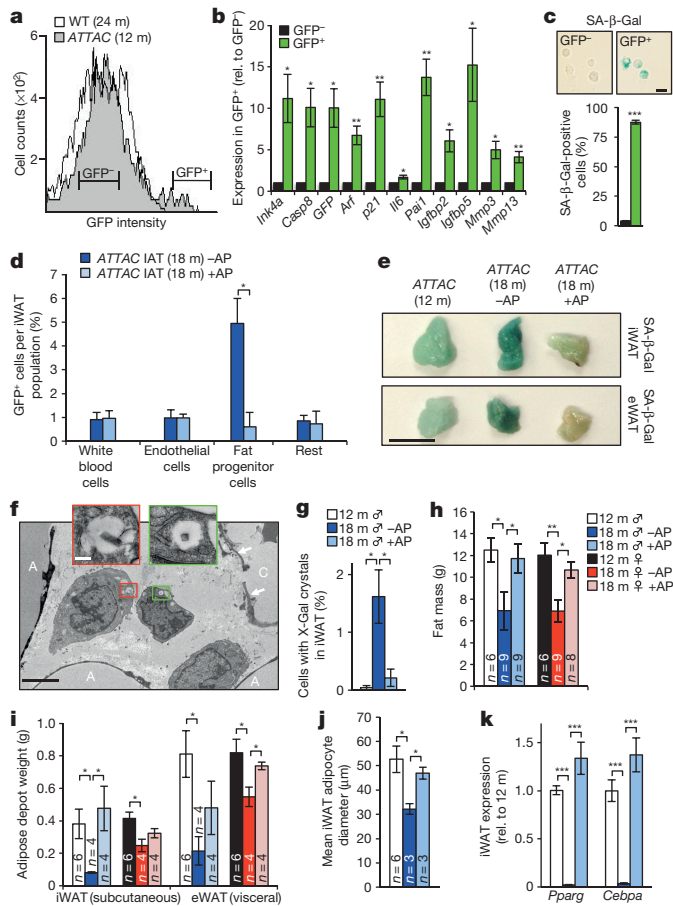 a
WT (24 m)
ATTAC (12 m)
Cell counts (×10²)
6
4
2
GFP⁻
GFP⁺
GFP intensity
b
GFP⁻
GFP⁺
Expression in GFP⁺ (rel. to GFP⁻)
25
20
15
10
5
0
* * * ** ** * ** * * * **
Ink4a Casp8 GFP Arf p21 Il6 Pai1 Igfbp2 Igfbp5 Mmp3 Mmp13
c
SA-β-Gal
GFP⁻ GFP⁺
SA-β-Gal-positive cells (%)
100
75
50
25
0
***
d
ATTAC IAT (18 m) –AP
ATTAC IAT (18 m) +AP
GFP⁺ cells per iWAT population (%)
7
6
5
4
3
2
1
0
*
White blood cells
Endothelial cells
Fat progenitor cells
Rest
e
ATTAC (12 m)
ATTAC (18 m) –AP
ATTAC (18 m) +AP
SA-β-Gal iWAT
SA-β-Gal eWAT
f
A
C
A
A
g
12 m ♂
18 m ♂ –AP
18 m ♂ +AP
Cells with X-Gal crystals in iWAT (%)
2
1
0
* *
h
12 m ♂
18 m ♂ –AP
18 m ♂ +AP
12 m ♀
18 m ♀ –AP
18 m ♀ +AP
Fat mass (g)
16
14
12
10
8
6
4
2
0
* * ** *
n = 6 n = 9 n = 9 n = 6 n = 9 n = 8
i
Adipose depot weight (g)
1.0
0.8
0.6
0.4
0.2
0
* * * * * *
n = 6 n = 4 n = 4 n = 6 n = 4 n = 4 n = 6 n = 4 n = 4 n = 6 n = 4 n = 4
iWAT (subcutaneous) eWAT (visceral)
j
Mean iWAT adipocyte diameter (µm)
70
60
50
40
30
20
10
0
* *
n = 6 n = 3 n = 3
k
iWAT expression (rel. to 12 m)
2
1
0
*** *** *** ***
Pparg Cebpa